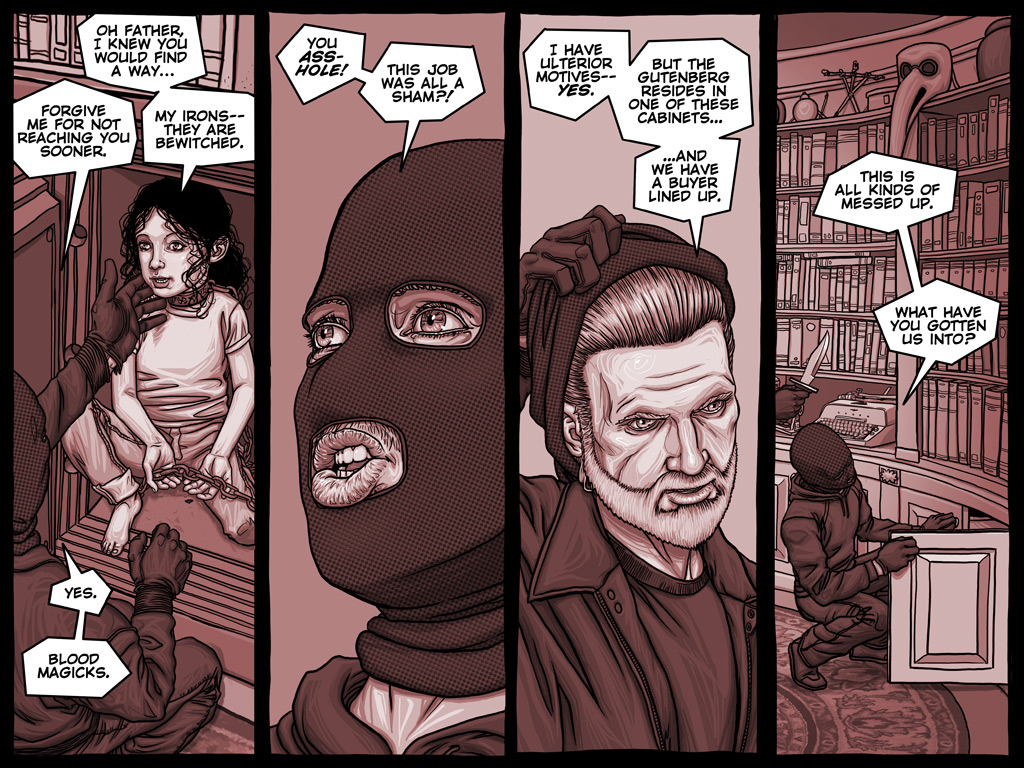 OH FATHER,
I KNEW YOU
WOULD FIND
A WAY...
FORGIVE
ME FOR NOT
REACHING YOU
SOONER.
MY IRONS--
THEY ARE
BEWITCHED.
YES.
BLOOD
MAGICKS.
YOU
ASS-
HOLE!
THIS JOB
WAS ALL A
SHAM?!
I HAVE
ULTERIOR
MOTIVES--
YES.
BUT THE
GUTENBERG
RESIDES IN
ONE OF THESE
CABINETS...
...AND
WE HAVE
A BUYER
LINED UP.
THIS IS
ALL KINDS OF
MESSED UP.
WHAT HAVE
YOU GOTTEN
US INTO?